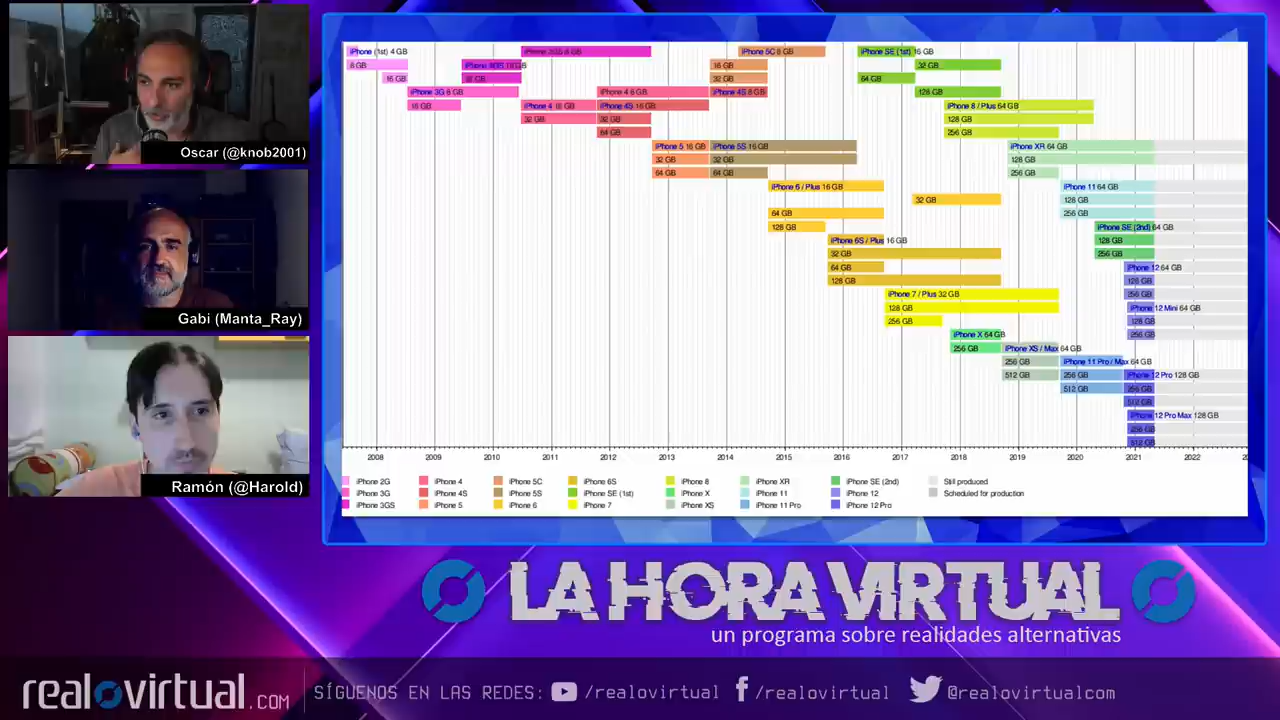 Oscar (@knob2001)
Gabi (Manta_Ray)
Ramón (@Harold)
iPhone (1st) 4 GB
iPhone 5C 8 GB
iPhone SE (1st) 16 GB
8 GB
16 GB
32 GB
16 GB
32 GB
64 GB
iPhone 3G 8 GB
iPhone 4 8 GB
iPhone 4S 8 GB
128 GB
16 GB
iPhone 4
iPhone 4S 16 GB
iPhone 8 / Plus 64 GB
32 GB
32 GB
128 GB
64 GB
256 GB
iPhone 5 16 GB
iPhone 5S 16 GB
iPhone XR 64 GB
32 GB
32 GB
128 GB
64 GB
64 GB
256 GB
iPhone 6 / Plus 16 GB
iPhone 11 64 GB
32 GB
128 GB
64 GB
256 GB
128 GB
iPhone SE (2nd) 64 GB
iPhone 6S / Plus 16 GB
128 GB
32 GB
256 GB
64 GB
iPhone 12 64 GB
128 GB
128 GB
iPhone 7 / Plus 32 GB
256 GB
128 GB
iPhone 12 Mini 64 GB
256 GB
128 GB
iPhone X 64 GB
256 GB
256 GB
iPhone XS / Max 64 GB
256 GB
iPhone 11 Pro / Max 64 GB
512 GB
256 GB
iPhone 12 Pro 128 GB
512 GB
256 GB
512 GB
iPhone 12 Pro Max 128 GB
256 GB
512 GB
2008 2009 2010 2011 2012 2013 2014 2015 2016 2017 2018 2019 2020 2021 2022
iPhone 2G iPhone 4 iPhone 5C iPhone 6S iPhone 8 iPhone XR iPhone SE (2nd) Still produced
iPhone 3G iPhone 4S iPhone 5S iPhone SE (1st) iPhone X iPhone 11 iPhone 12 Scheduled for production
iPhone 3GS iPhone 5 iPhone 6 iPhone 7 iPhone XS iPhone 11 Pro iPhone 12 Pro
LA HORA VIRTUAL
un programa sobre realidades alternativas
realovirtual.com
SÍGUENOS EN LAS REDES: /realovirtual /realovirtual @realovirtualcom